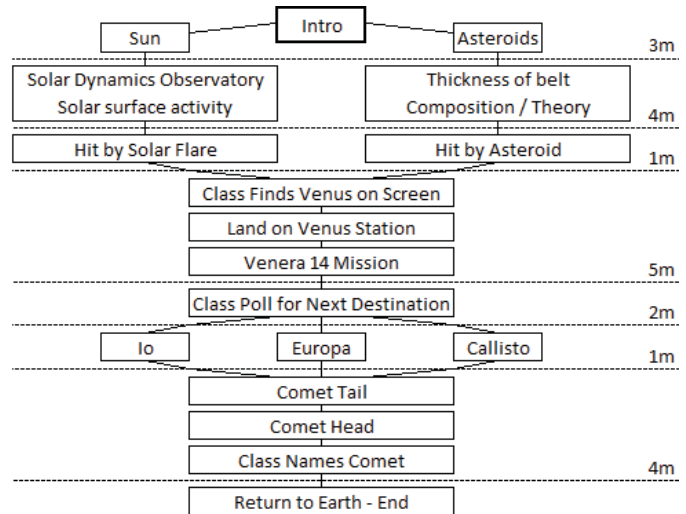 Intro
Sun
Asteroids
3m
Solar Dynamics Observatory
Solar surface activity
Thickness of belt
Composition / Theory
4m
Hit by Solar Flare
Hit by Asteroid
1m
Class Finds Venus on Screen
Land on Venus Station
Venera 14 Mission
5m
Class Poll for Next Destination
2m
Io
Europa
Callisto
1m
Comet Tail
Comet Head
Class Names Comet
4m
Return to Earth - End